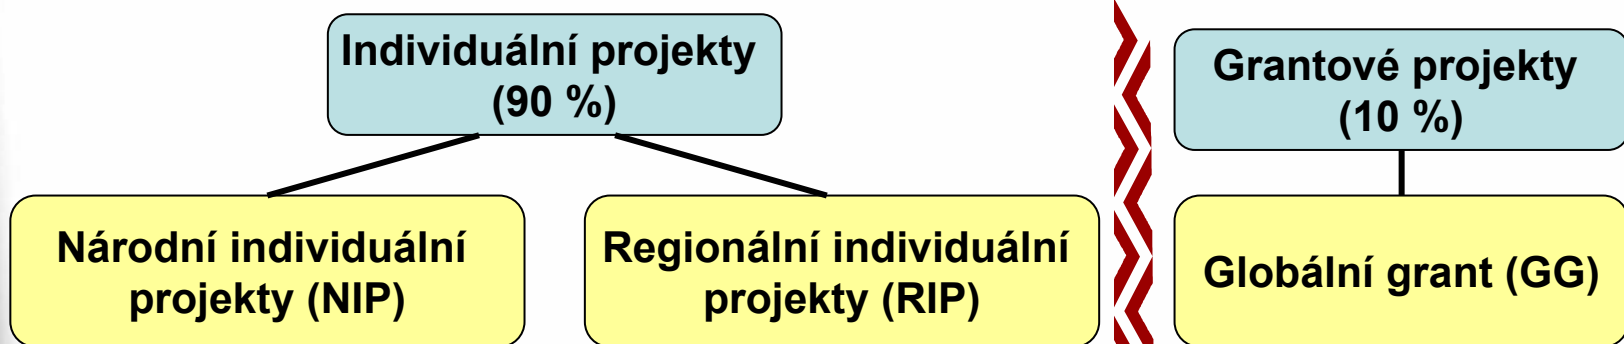 Individuální projekty
(90 %)
Grantové projekty
(10 %)
Národní individuální
projekty (NIP)
Regionální individuální
projekty (RIP)
Globální grant (GG)